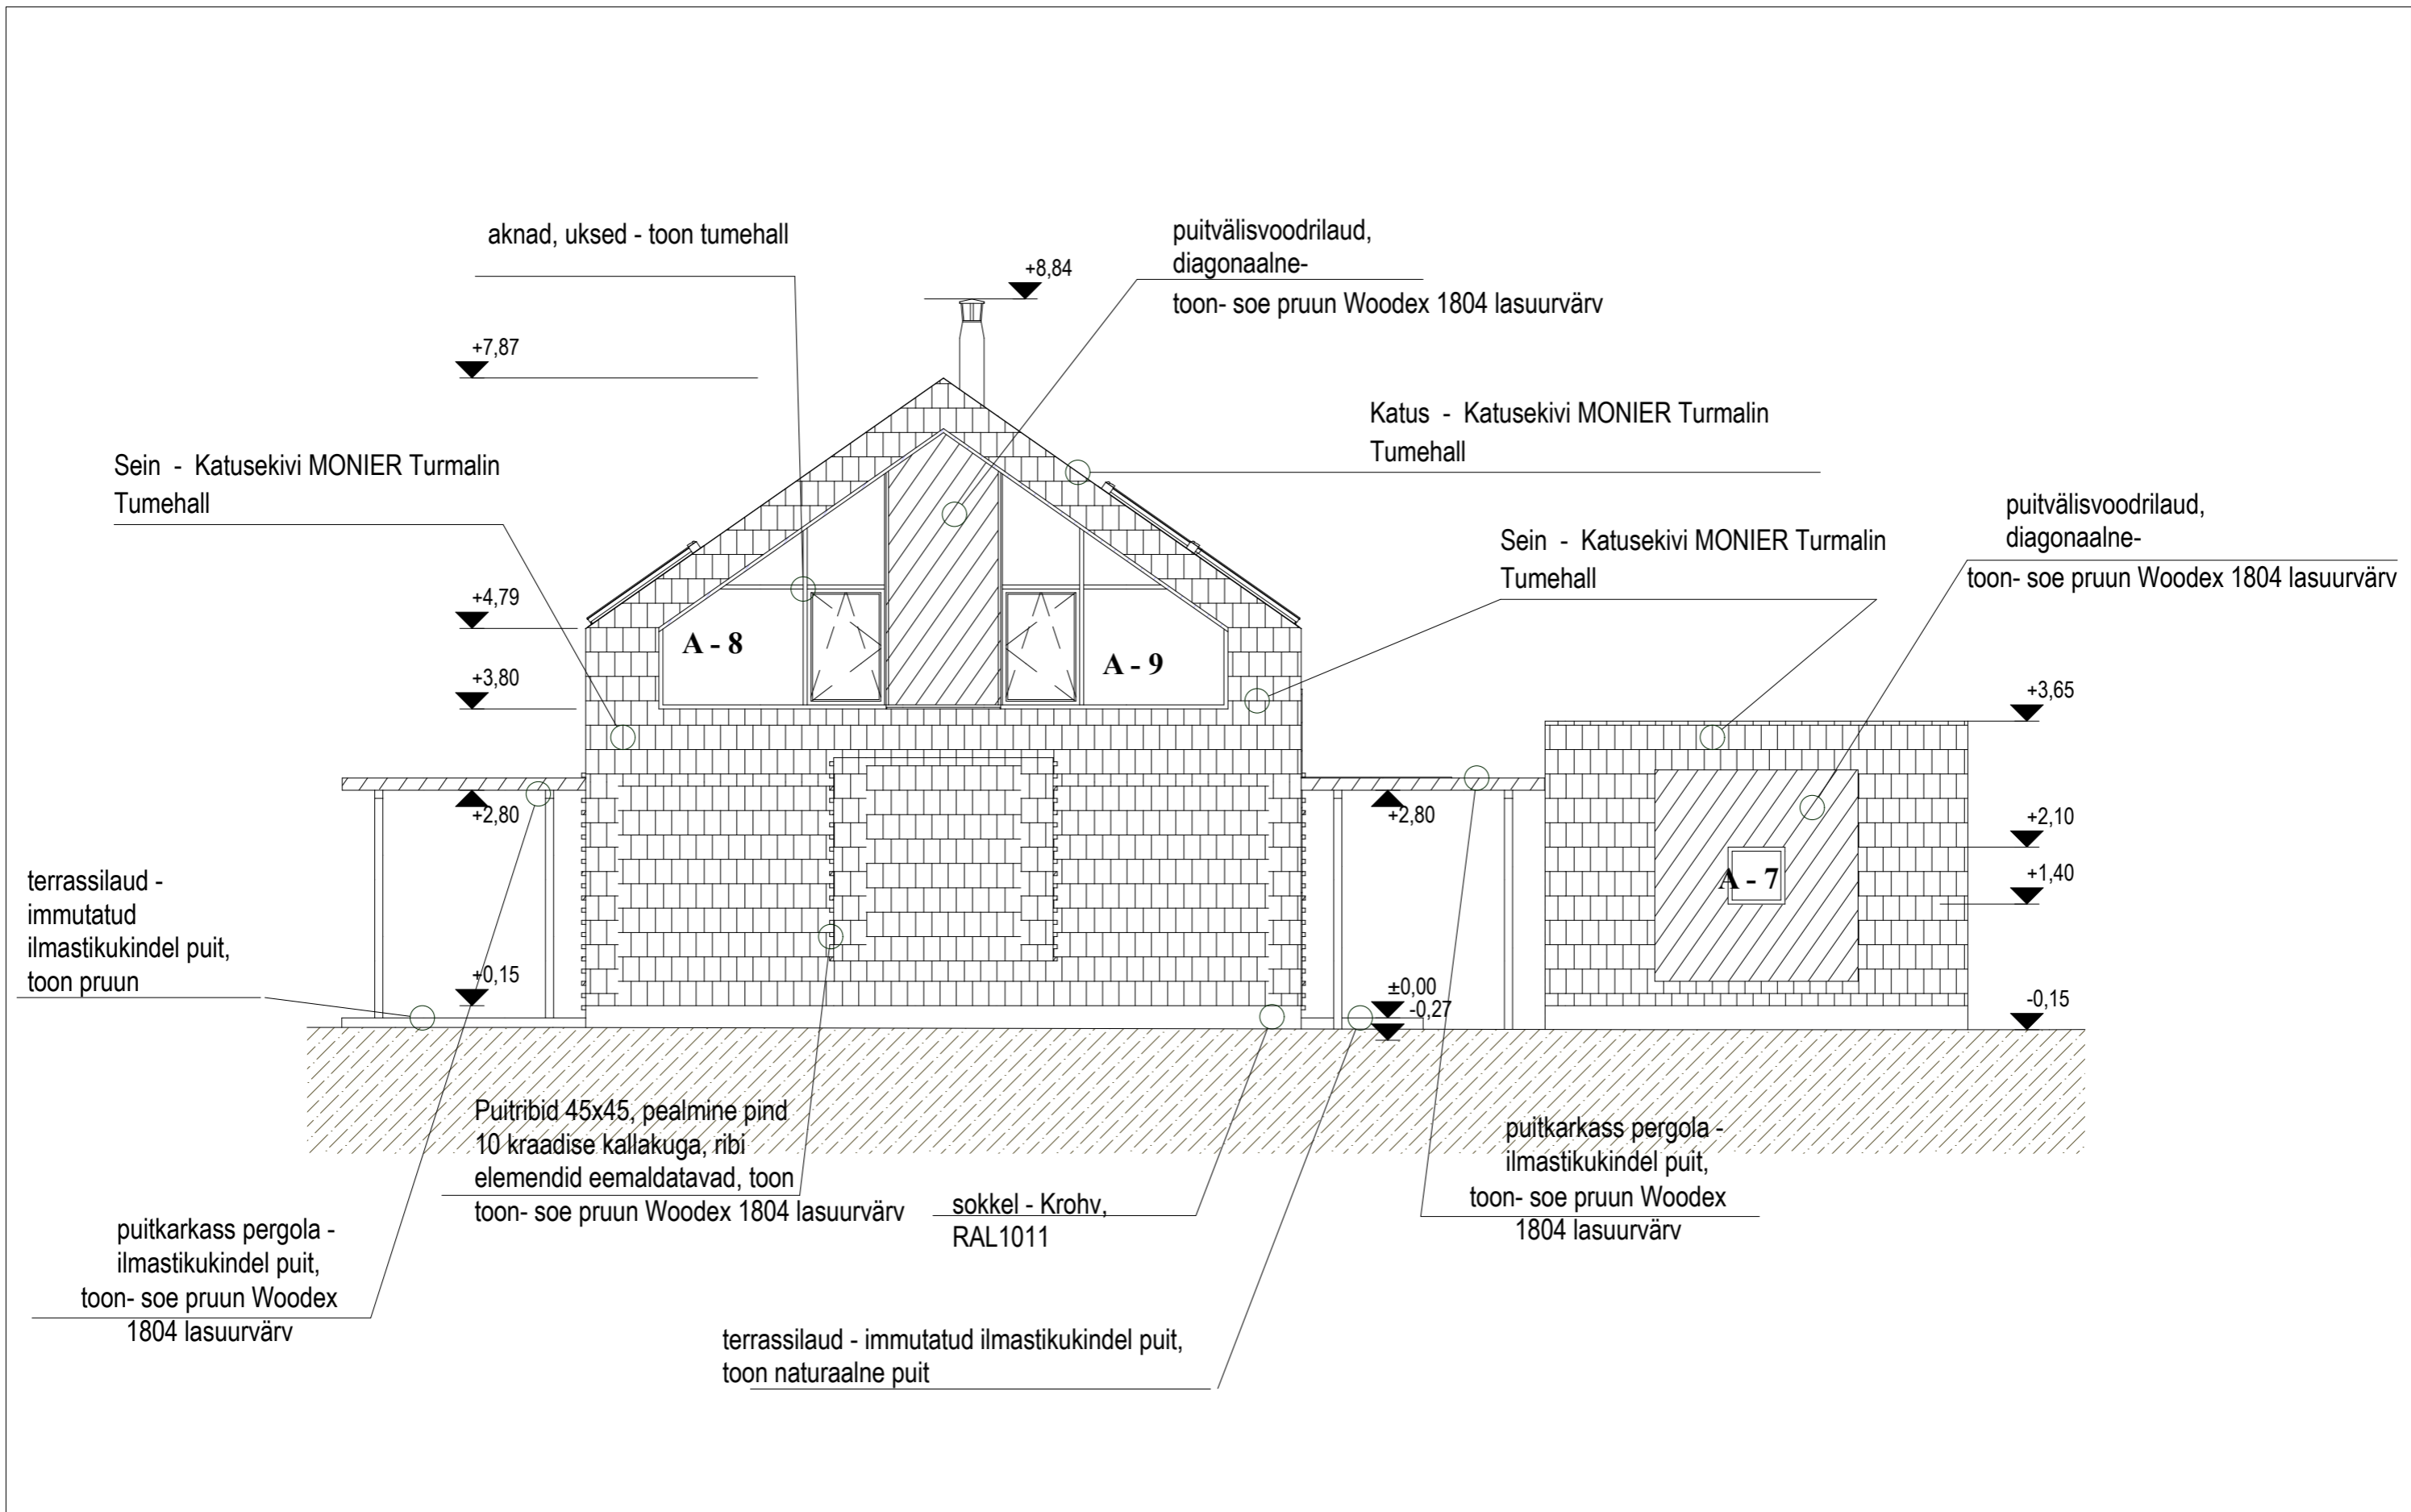 aknad, uksed - toon tumehall
puitvälisvoodrilaud,
diagonaalne-
toon- soe pruun Woodex 1804 lasuurvärv
+8,84
+7,87
Katus - Katusekivi MONIER Turmalin
Tumehall
Sein - Katusekivi MONIER Turmalin
Tumehall
puitvälisvoodrilaud,
diagonaalne-
toon- soe pruun Woodex 1804 lasuurvärv
Sein - Katusekivi MONIER Turmalin
Tumehall
+4,79
A - 8
A - 9
+3,80
+3,65
+2,80
+2,80
+2,10
+1,40
A - 7
terrassilaud -
immutatud
ilmastikukindel puit,
toon pruun
+0,15
±0,00
-0,27
-0,15
Puitribid 45x45, pealmine pind
10 kraadise kallakuga, ribi
elemendid eemaldatavad, toon
toon- soe pruun Woodex 1804 lasuurvärv
sokkel - Krohv,
RAL1011
puitkarkass pergola -
ilmastikukindel puit,
toon- soe pruun Woodex
1804 lasuurvärv
puitkarkass pergola -
ilmastikukindel puit,
toon- soe pruun Woodex
1804 lasuurvärv
terrassilaud - immutatud ilmastikukindel puit,
toon naturaalne puit